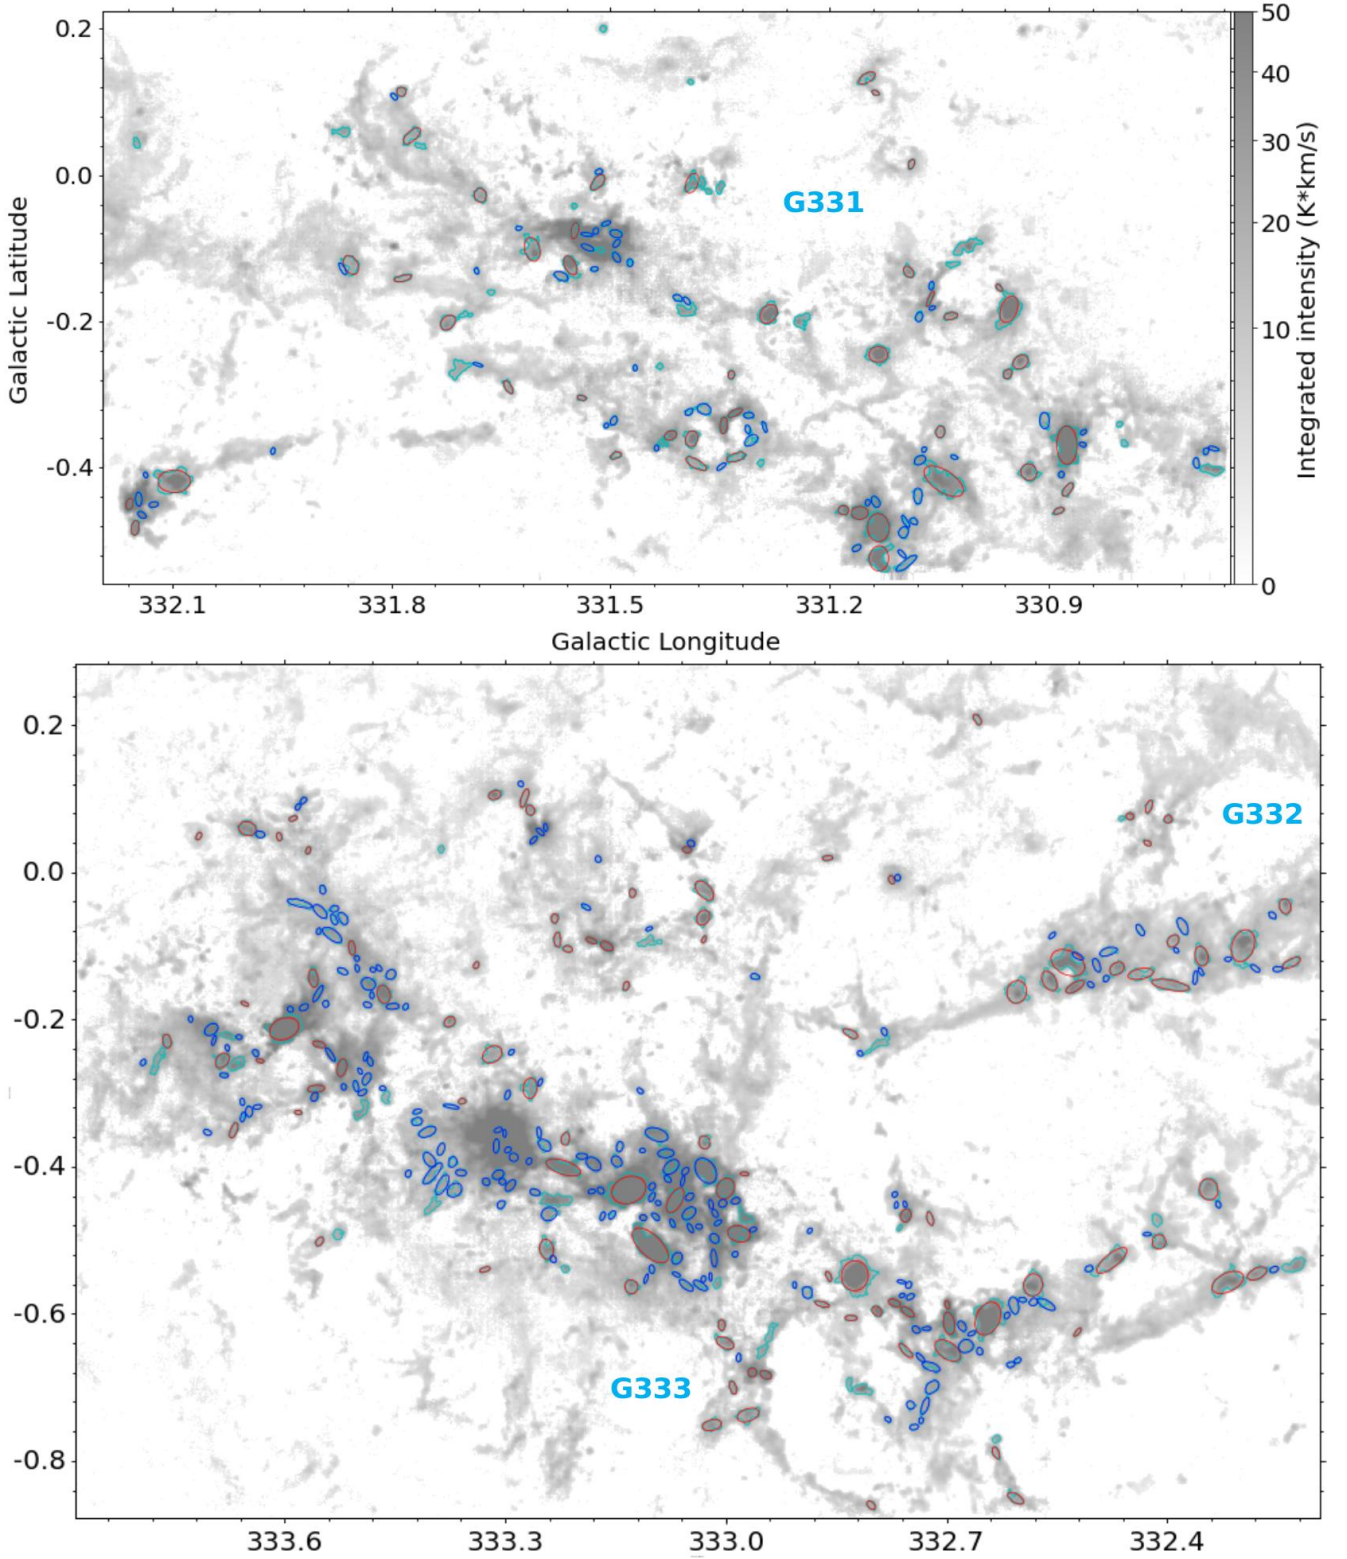 0.2
0.0
-0.2
-0.4
Galactic Latitude
G331
50
40
30
20
10
0
Integrated intensity (K*km/s)
332.1 331.8 331.5 331.2 330.9
Galactic Longitude
0.2
0.0
-0.2
-0.4
-0.6
-0.8
G332
G333
333.6 333.3 333.0 332.7 332.4